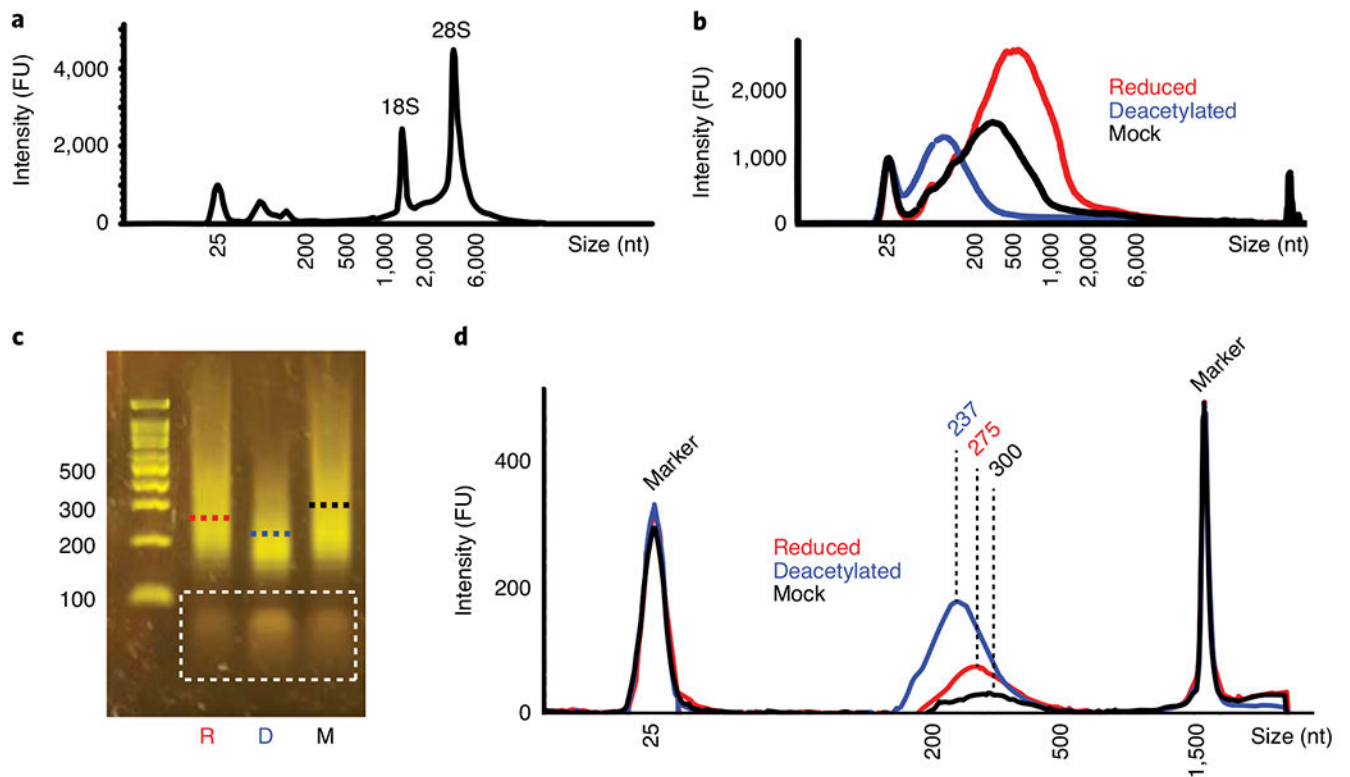 a
Intensity (FU)
4,000
2,000
0
18S
28S
25
200
500
1,000
2,000
6,000
Size (nt)
b
Intensity (FU)
2,000
1,000
0
Reduced
Deacetylated
Mock
25
200
500
1,000
2,000
6,000
Size (nt)
c
500
300
200
100
R D M
d
Intensity (FU)
400
200
0
Marker
237
275
300
Marker
Reduced
Deacetylated
Mock
25
200
500
1,500
Size (nt)